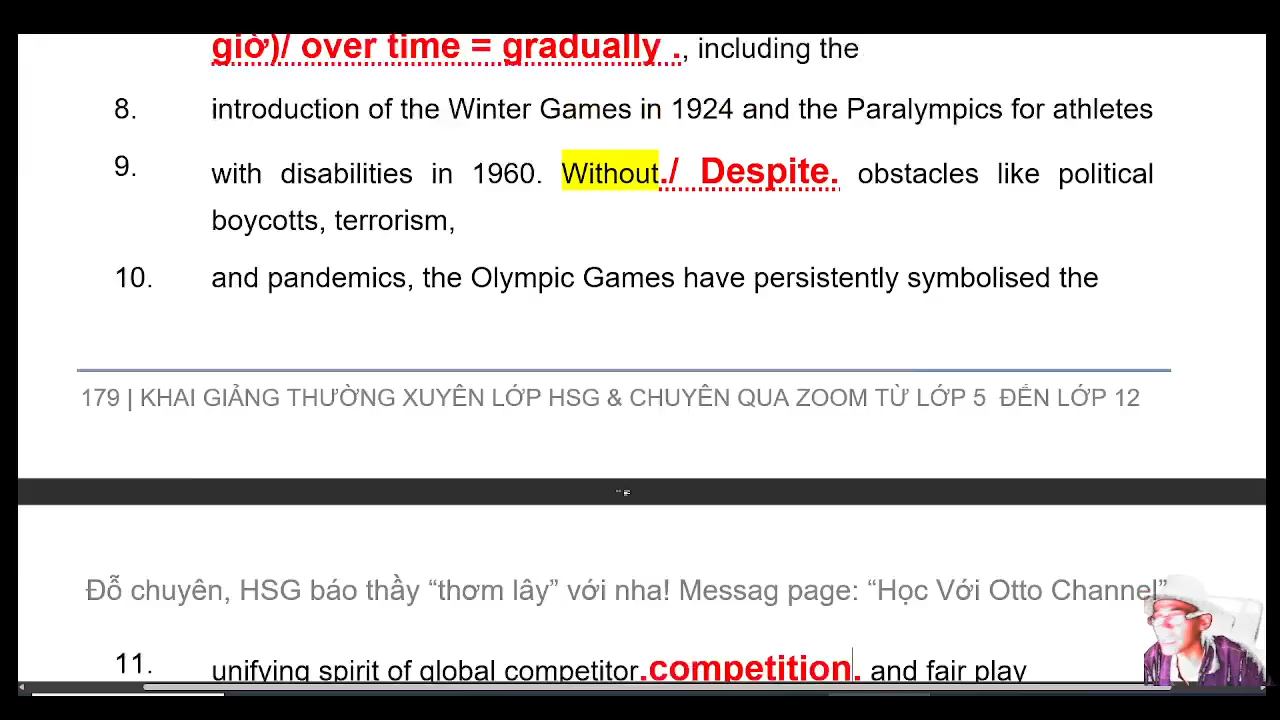 giờ)/ over time = gradually ., including the
8. introduction of the Winter Games in 1924 and the Paralympics for athletes
9. with disabilities in 1960. Without./ Despite. obstacles like political
boycotts, terrorism,
10. and pandemics, the Olympic Games have persistently symbolised the
179 | KHAI GIẢNG THƯỜNG XUYÊN LỚP HSG & CHUYÊN QUA ZOOM TỪ LỚP 5 ĐẾN LỚP 12
Đỗ chuyên, HSG báo thầy “thơm lây” với nha! Messag page: “Học Với Otto Channel”
11. unifying spirit of global competitor.competition. and fair play